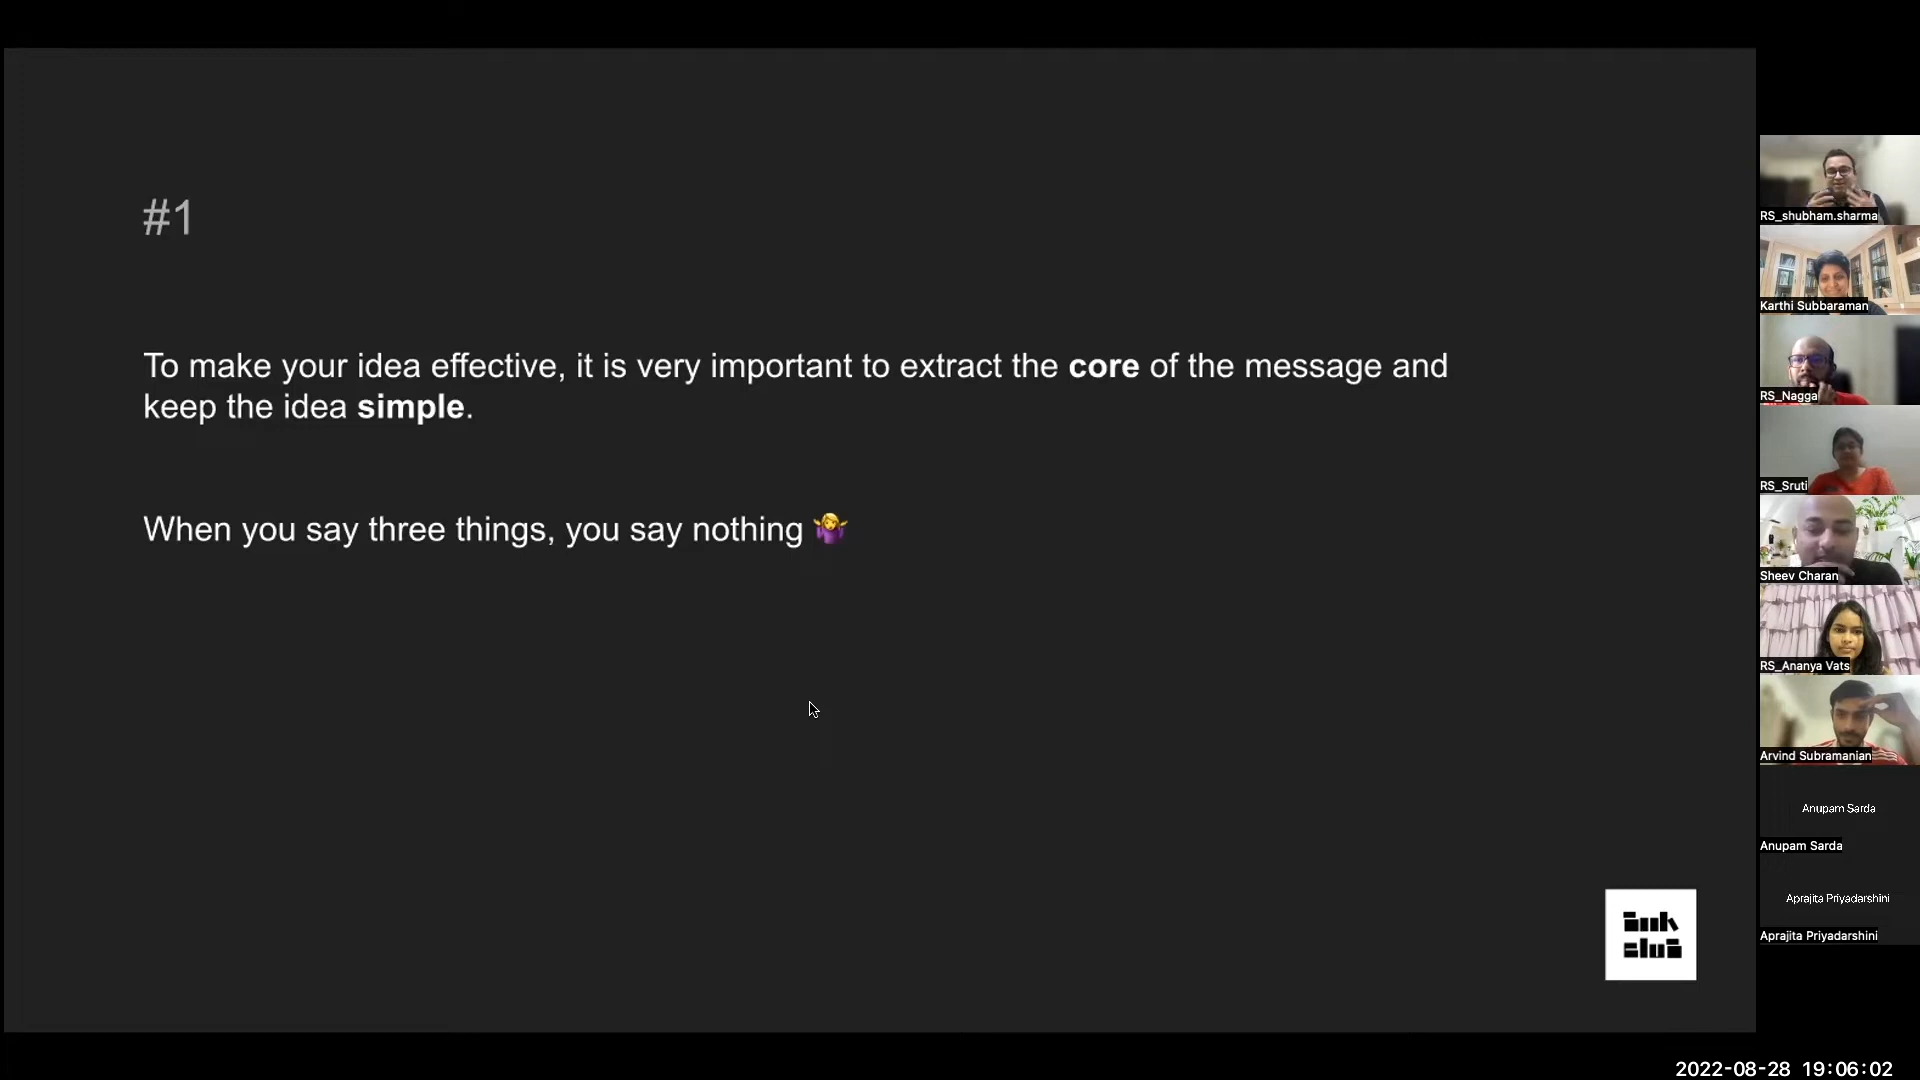 #1
To make your idea effective, it is very important to extract the core of the message and
keep the idea simple.
When you say three things, you say nothing 🤷‍♀️
RS_shubham.sharma
Karthi Subbaraman
RS_Nagga
RS_Sruti
Sheev Charan
RS_Ananya Vats
Arvind Subramanian
Anupam Sarda
Anupam Sarda
Aprajita Priyadarshini
Aprajita Priyadarshini
2022-08-28 19:06:02